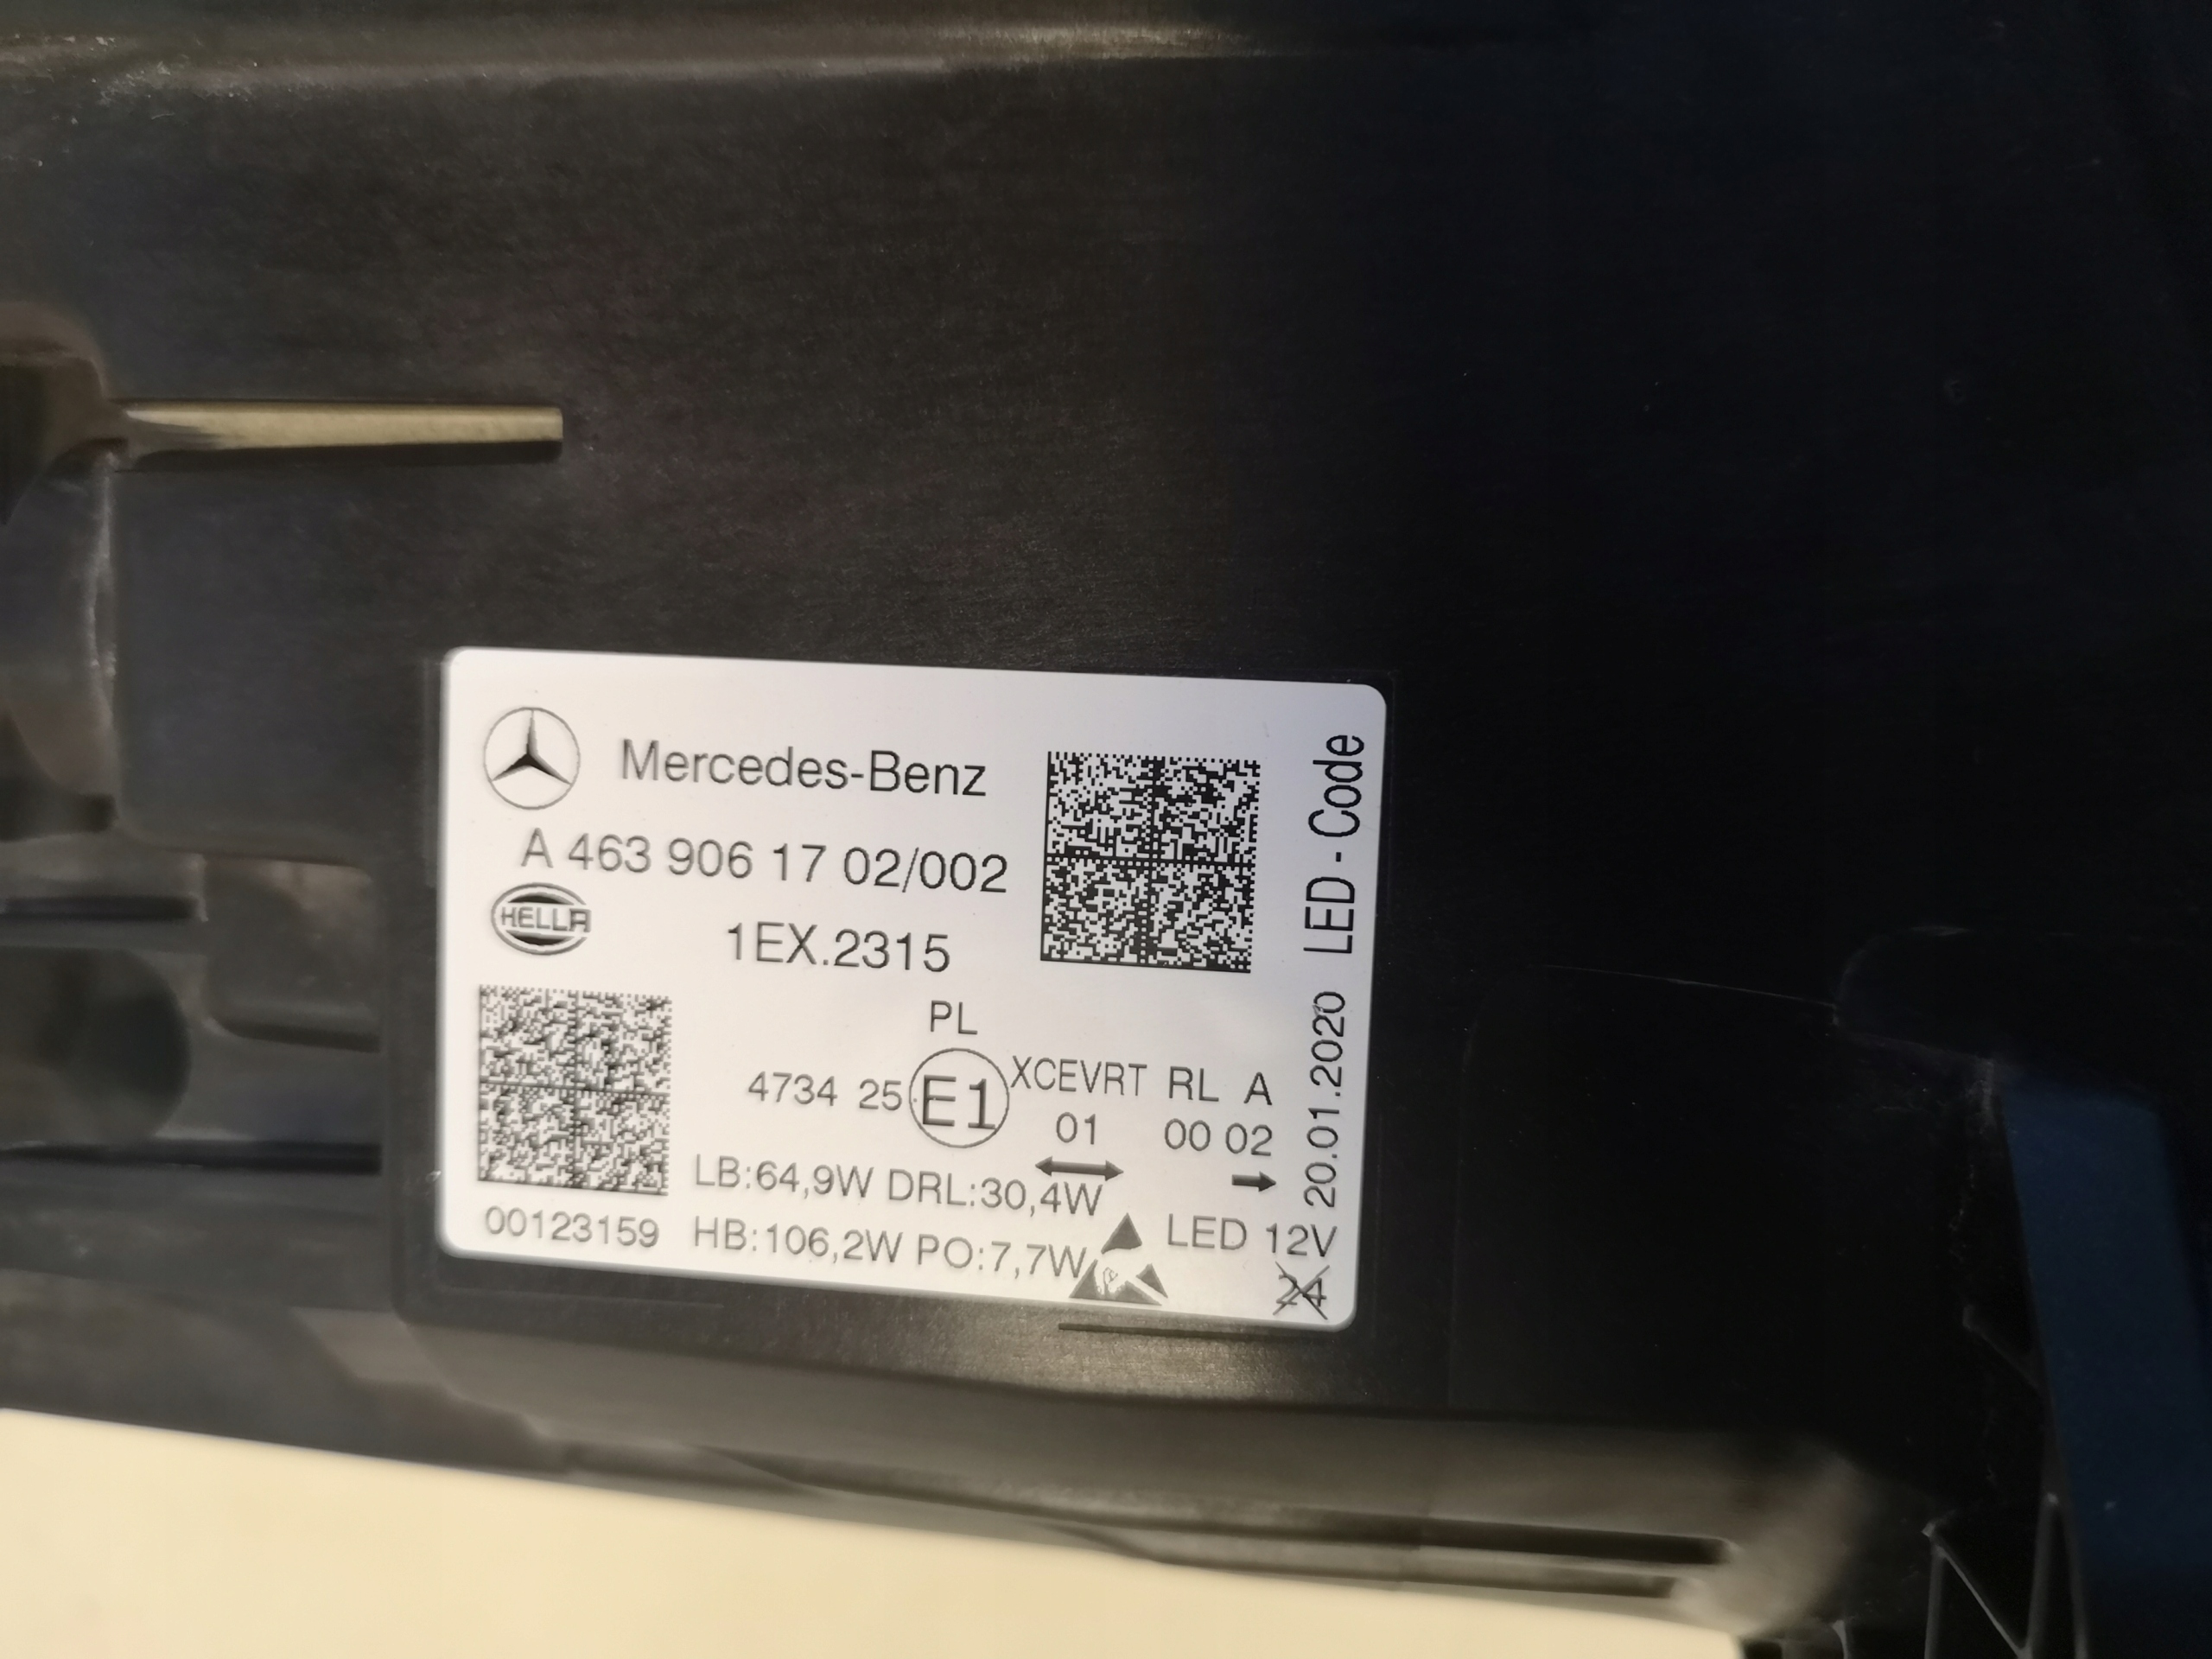 Mercedes-Benz
A 463 906 17 02/002
HELLA
1EX.2315
PL
4734 25 E1 XCEVRT RL A
01 00 02
LB:64,9W DRL:30,4W
00123159 HB:106,2W PO:7,7W
LED 12V
24
20.01.2020 LED - Code